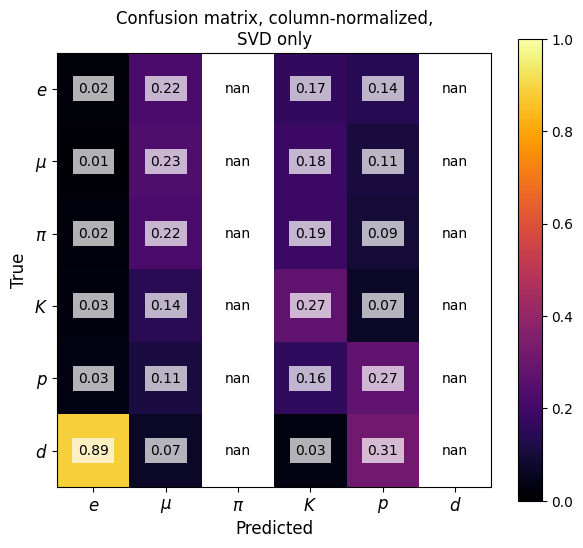 Confusion matrix, column-normalized,
SVD only
e 0.02 0.22 nan 0.17 0.14 nan
μ 0.01 0.23 nan 0.18 0.11 nan
π 0.02 0.22 nan 0.19 0.09 nan
K 0.03 0.14 nan 0.27 0.07 nan
p 0.03 0.11 nan 0.16 0.27 nan
d 0.89 0.07 nan 0.03 0.31 nan
e μ π K p d
Predicted
True
1.0
0.8
0.6
0.4
0.2
0.0